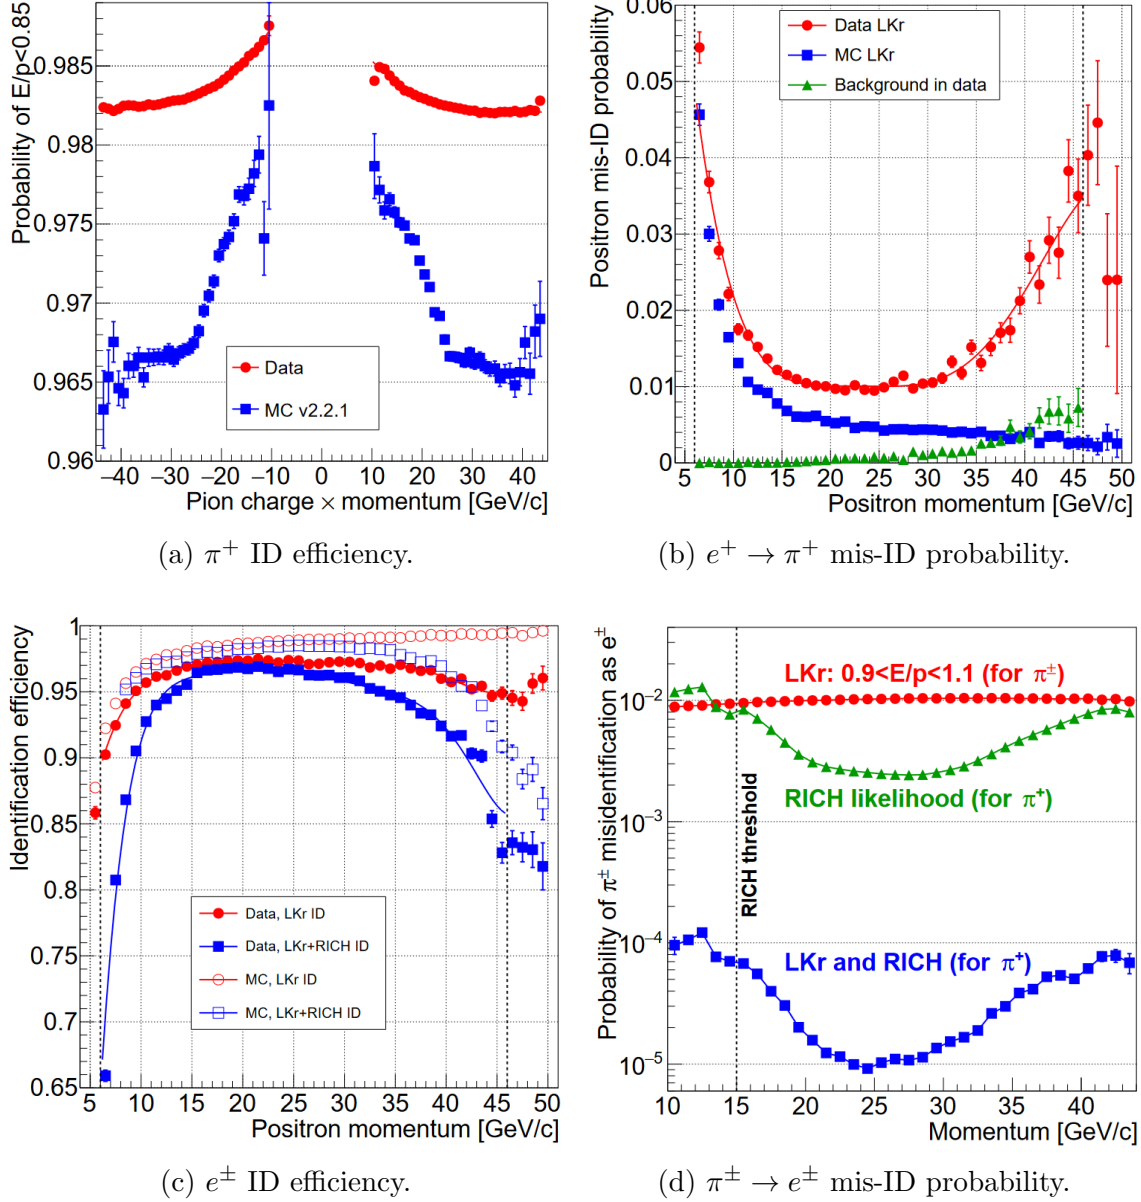 Probability of E/p<0.85
0.985
0.98
0.975
0.97
0.965
0.96
Data
MC v2.2.1
−40 −30 −20 −10 0 10 20 30 40
Pion charge × momentum [GeV/c]
(a) π⁺ ID efficiency.
Positron mis-ID probability
0.06
0.05
0.04
0.03
0.02
0.01
0
Data LKr
MC LKr
Background in data
5 10 15 20 25 30 35 40 45 50
Positron momentum [GeV/c]
(b) e⁺ → π⁺ mis-ID probability.
Identification efficiency
1
0.95
0.9
0.85
0.8
0.75
0.7
0.65
Data, LKr ID
Data, LKr+RICH ID
MC, LKr ID
MC, LKr+RICH ID
5 10 15 20 25 30 35 40 45 50
Positron momentum [GeV/c]
(c) e± ID efficiency.
Probability of π± misidentification as e±
10⁻²
10⁻³
10⁻⁴
10⁻⁵
LKr: 0.9<E/p<1.1 (for π±)
RICH likelihood (for π⁺)
RICH threshold
LKr and RICH (for π⁺)
10 15 20 25 30 35 40
Momentum [GeV/c]
(d) π± → e± mis-ID probability.